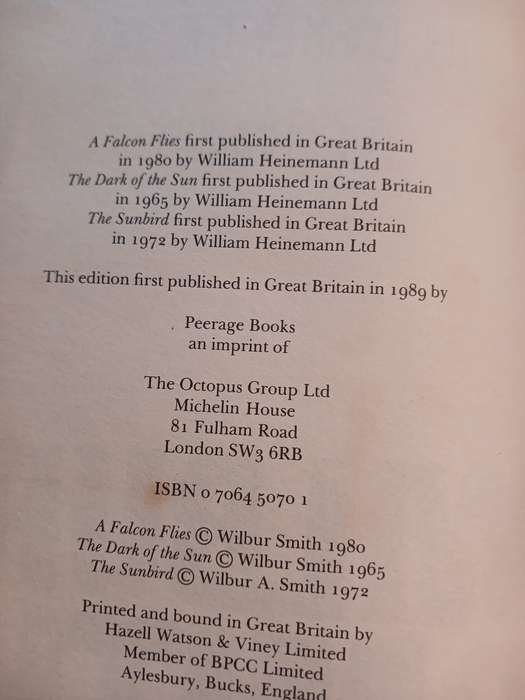 A Falcon Flies first published in Great Britain
in 1980 by William Heinemann Ltd
The Dark of the Sun first published in Great Britain
in 1965 by William Heinemann Ltd
The Sunbird first published in Great Britain
in 1972 by William Heinemann Ltd
This edition first published in Great Britain in 1989 by
Peerage Books
an imprint of
The Octopus Group Ltd
Michelin House
81 Fulham Road
London SW3 6RB
ISBN 0 7064 5070 1
A Falcon Flies © Wilbur Smith 1980
The Dark of the Sun © Wilbur Smith 1965
The Sunbird © Wilbur A. Smith 1972
Printed and bound in Great Britain by
Hazell Watson & Viney Limited
Member of BPCC Limited
Aylesbury, Bucks, England